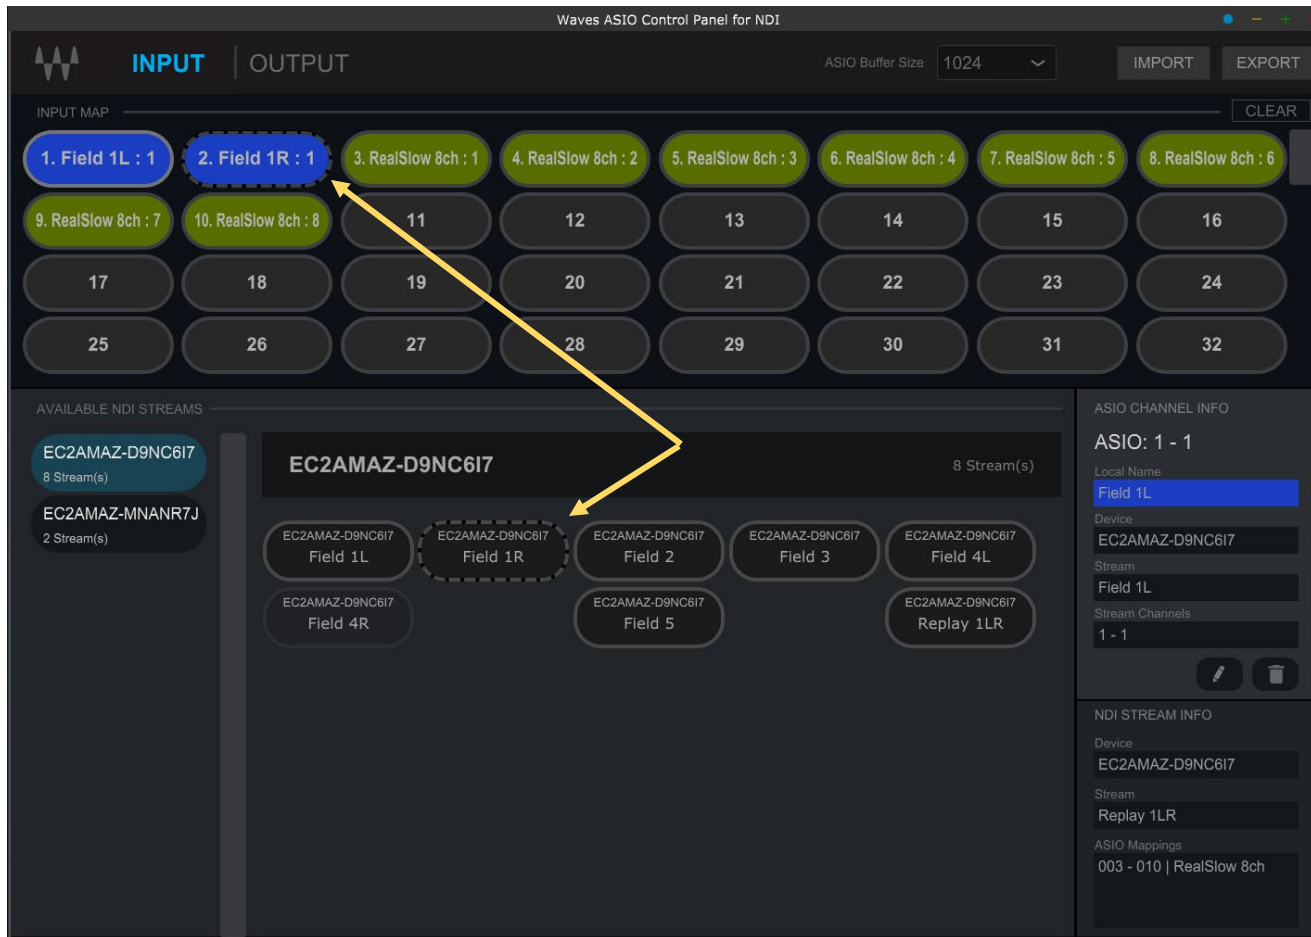 Waves ASIO Control Panel for NDI
INPUT OUTPUT ASIO Buffer Size 1024 IMPORT EXPORT
INPUT MAP CLEAR
1. Field 1L : 1 2. Field 1R : 1 3. RealSlow 8ch : 1 4. RealSlow 8ch : 2 5. RealSlow 8ch : 3 6. RealSlow 8ch : 4 7. RealSlow 8ch : 5 8. RealSlow 8ch : 6
9. RealSlow 8ch : 7 10. RealSlow 8ch : 8 11 12 13 14 15 16
17 18 19 20 21 22 23 24
25 26 27 28 29 30 31 32
AVAILABLE NDI STREAMS
EC2AMAZ-D9NC6I7
8 Stream(s)
EC2AMAZ-MNANR7J
2 Stream(s)
EC2AMAZ-D9NC6I7 8 Stream(s)
EC2AMAZ-D9NC6I7 EC2AMAZ-D9NC6I7 EC2AMAZ-D9NC6I7 EC2AMAZ-D9NC6I7 EC2AMAZ-D9NC6I7
Field 1L Field 1R Field 2 Field 3 Field 4L
EC2AMAZ-D9NC6I7 EC2AMAZ-D9NC6I7 EC2AMAZ-D9NC6I7
Field 4R Field 5 Replay 1LR
ASIO CHANNEL INFO
ASIO: 1 - 1
Local Name
Field 1L
Device
EC2AMAZ-D9NC6I7
Stream
Field 1L
Stream Channels
1 - 1
NDI STREAM INFO
Device
EC2AMAZ-D9NC6I7
Stream
Replay 1LR
ASIO Mappings
003 - 010 | RealSlow 8ch